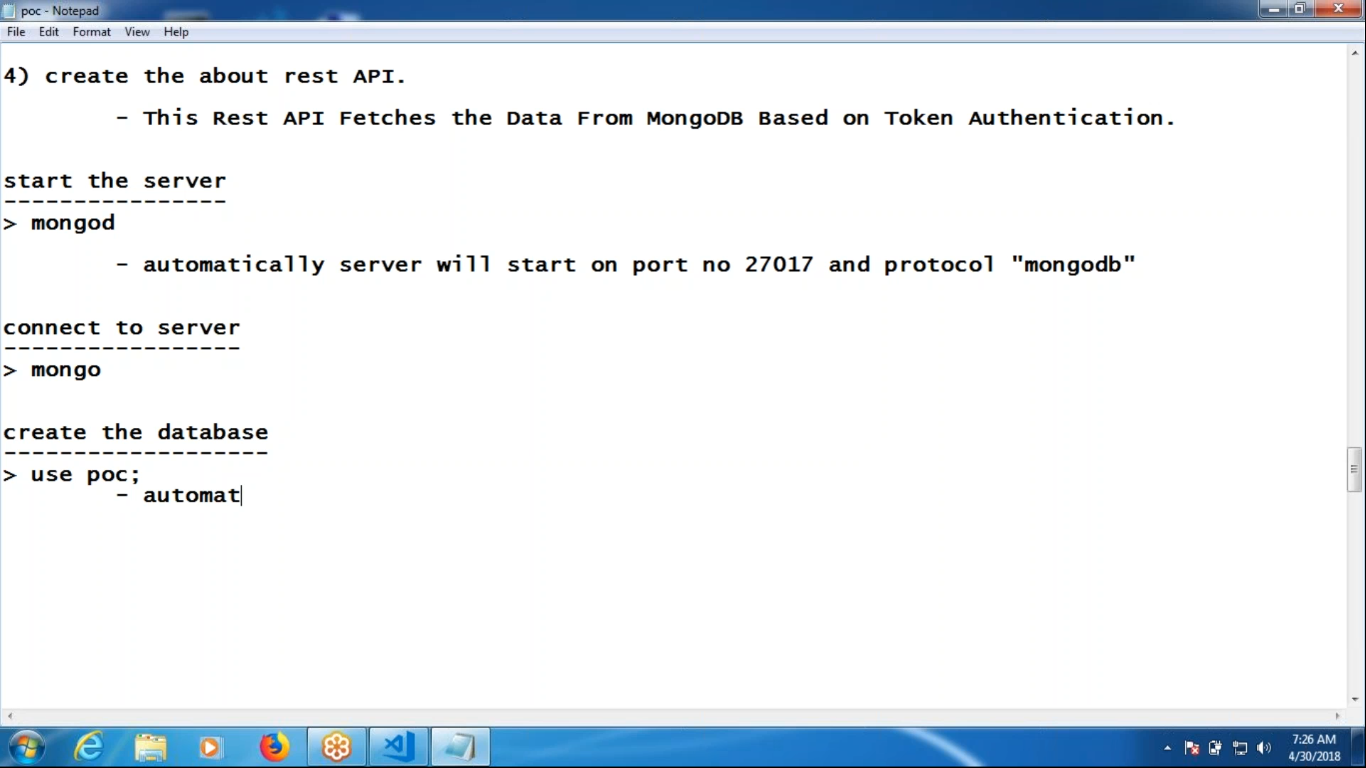 poc - Notepad
File Edit Format View Help
4) create the about rest API.
- This Rest API Fetches the Data From MongoDB Based on Token Authentication.
start the server
----------------
> mongod
- automatically server will start on port no 27017 and protocol "mongodb"
connect to server
-----------------
> mongo
create the database
-------------------
> use poc;
- automat
7:26 AM
4/30/2018